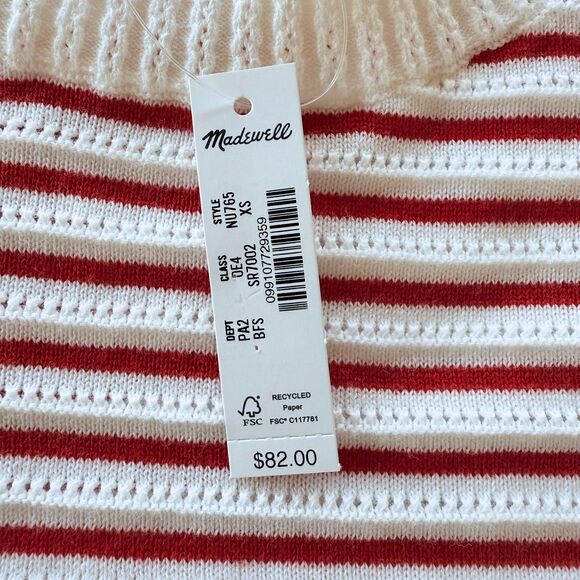 Madewell
STYLE
NU765
XS
CLASS
0E4
SR7002
DEPT
PA2
BFS
099107729359
FSC
RECYCLED
Paper
FSC® C117781
$82.00